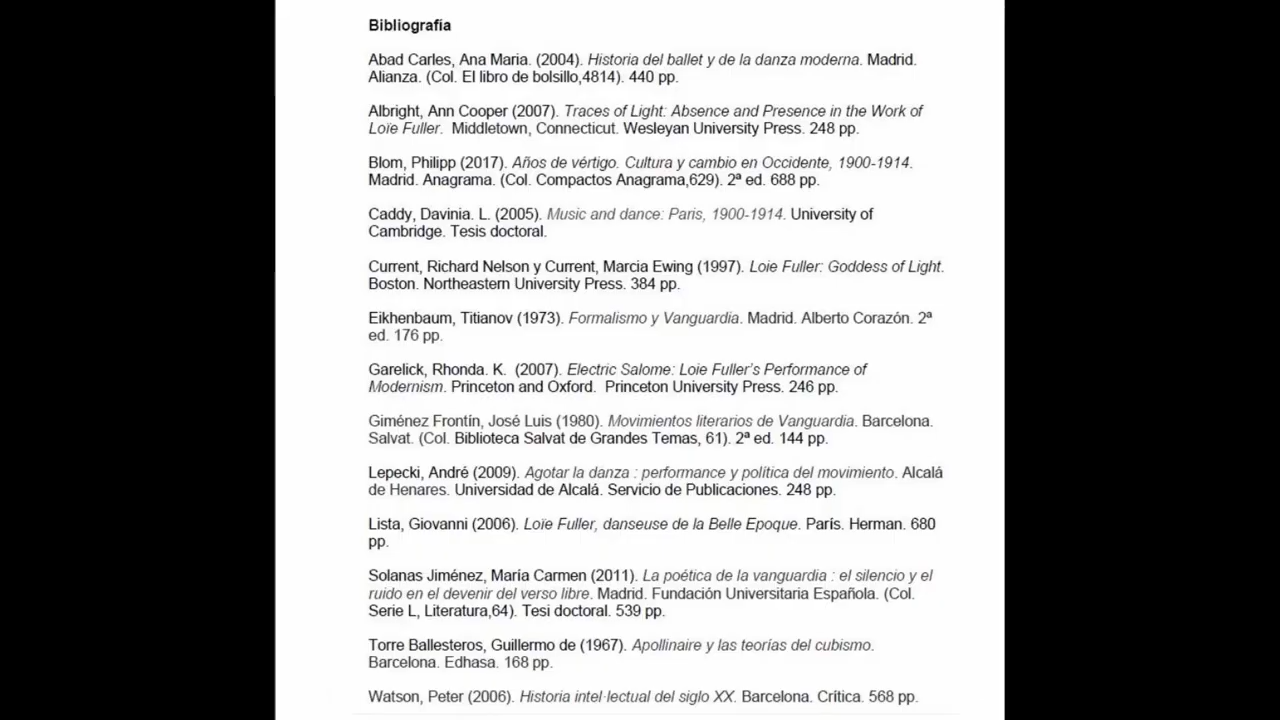 Bibliografía
Abad Carles, Ana Maria. (2004). Historia del ballet y de la danza moderna. Madrid.
Alianza. (Col. El libro de bolsillo,4814). 440 pp.
Albright, Ann Cooper (2007). Traces of Light: Absence and Presence in the Work of
Loïe Fuller. Middletown, Connecticut. Wesleyan University Press. 248 pp.
Blom, Philipp (2017). Años de vértigo. Cultura y cambio en Occidente, 1900-1914.
Madrid. Anagrama. (Col. Compactos Anagrama,629). 2ª ed. 688 pp.
Caddy, Davinia. L. (2005). Music and dance: Paris, 1900-1914. University of
Cambridge. Tesis doctoral.
Current, Richard Nelson y Current, Marcia Ewing (1997). Loie Fuller: Goddess of Light.
Boston. Northeastern University Press. 384 pp.
Eikhenbaum, Titianov (1973). Formalismo y Vanguardia. Madrid. Alberto Corazón. 2ª
ed. 176 pp.
Garelick, Rhonda. K. (2007). Electric Salome: Loie Fuller's Performance of
Modernism. Princeton and Oxford. Princeton University Press. 246 pp.
Giménez Frontín, José Luis (1980). Movimientos literarios de Vanguardia. Barcelona.
Salvat. (Col. Biblioteca Salvat de Grandes Temas, 61). 2ª ed. 144 pp.
Lepecki, André (2009). Agotar la danza : performance y política del movimiento. Alcalá
de Henares. Universidad de Alcalá. Servicio de Publicaciones. 248 pp.
Lista, Giovanni (2006). Loïe Fuller, danseuse de la Belle Epoque. París. Herman. 680
pp.
Solanas Jiménez, María Carmen (2011). La poética de la vanguardia : el silencio y el
ruido en el devenir del verso libre. Madrid. Fundación Universitaria Española. (Col.
Serie L, Literatura,64). Tesi doctoral. 539 pp.
Torre Ballesteros, Guillermo de (1967). Apollinaire y las teorías del cubismo.
Barcelona. Edhasa. 168 pp.
Watson, Peter (2006). Historia intel·lectual del siglo XX. Barcelona. Crítica. 568 pp.